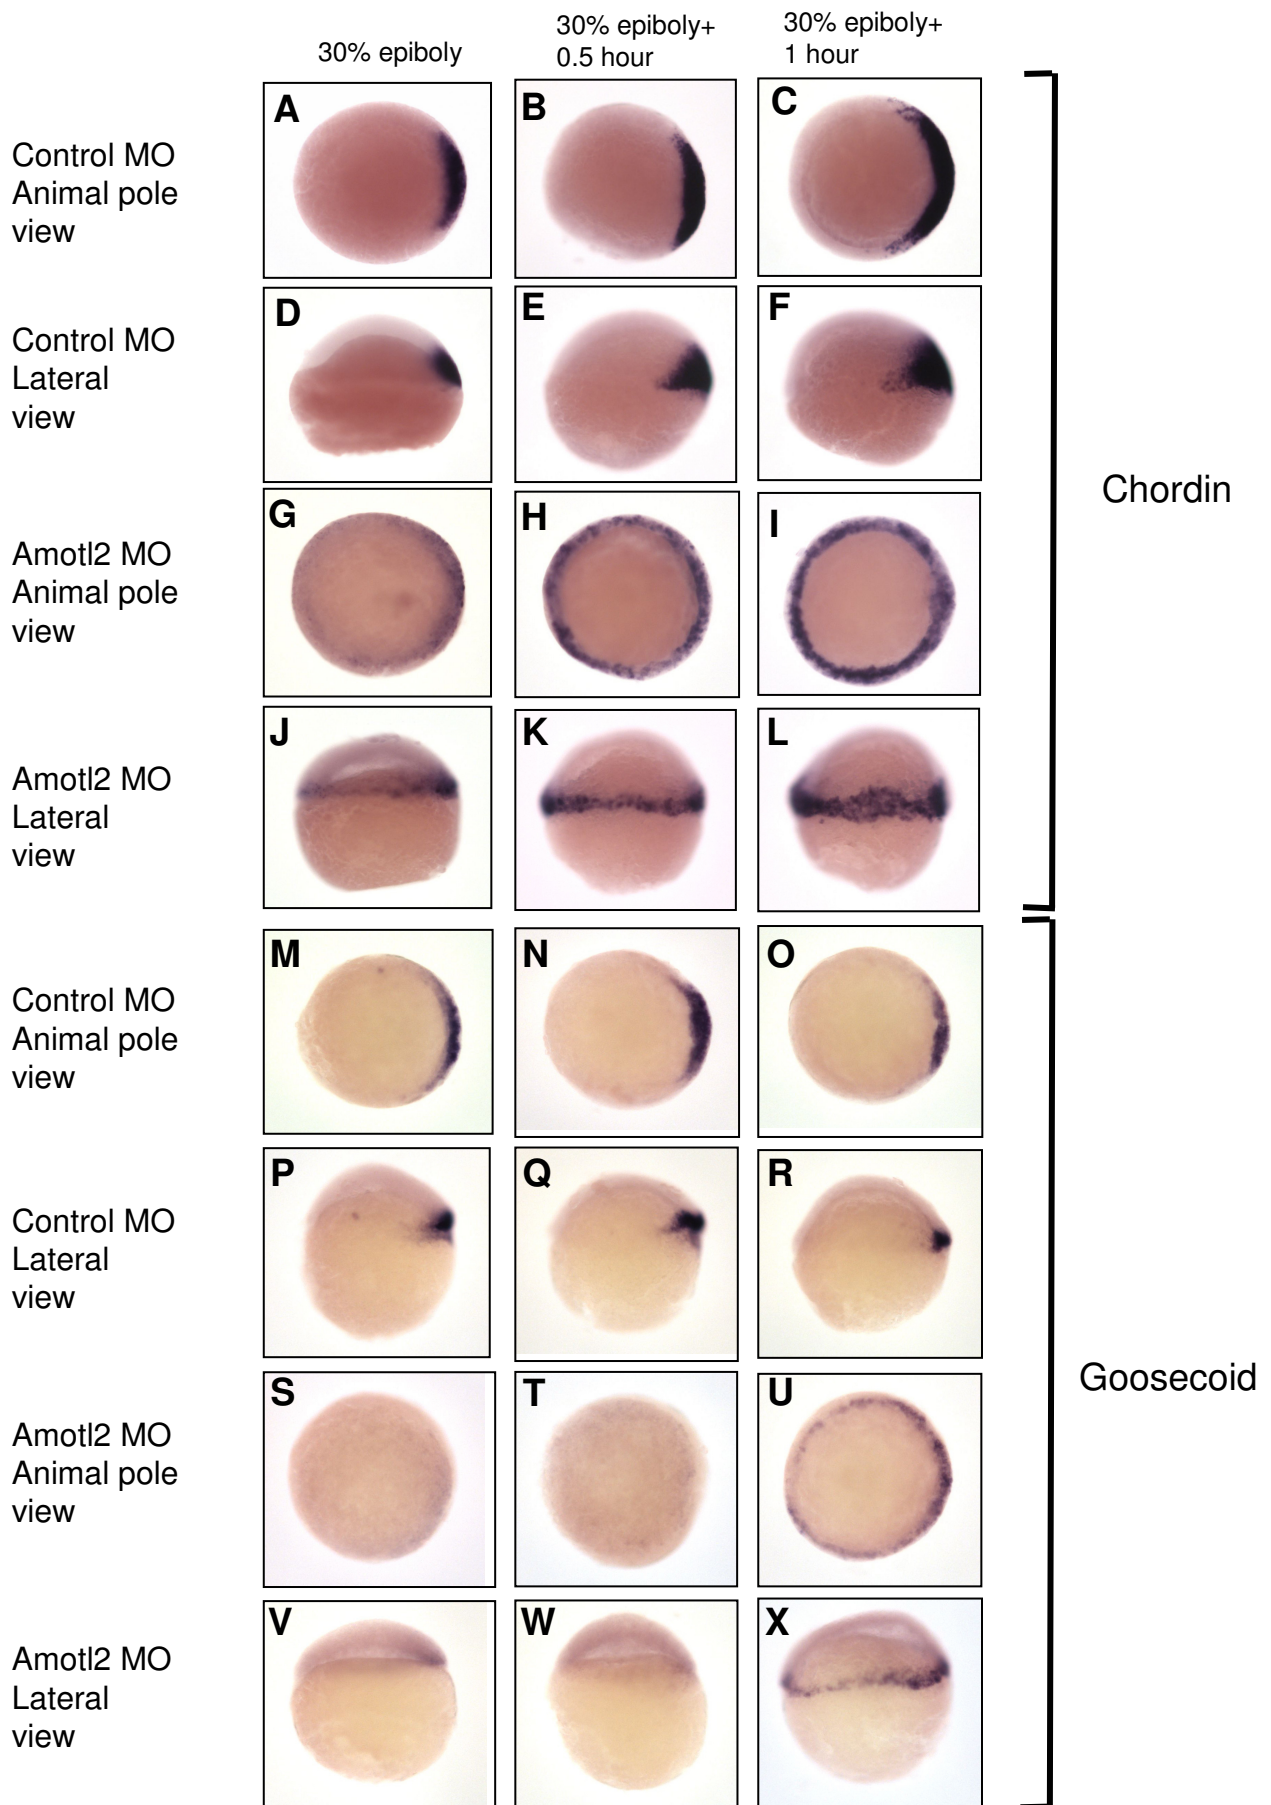 30% epiboly
30% epiboly+
0.5 hour
30% epiboly+
1 hour
Control MO
Animal pole
view
A
B
C
Control MO
Lateral
view
D
E
F
Amotl2 MO
Animal pole
view
G
H
I
Amotl2 MO
Lateral
view
J
K
L
Chordin
Control MO
Animal pole
view
M
N
O
Control MO
Lateral
view
P
Q
R
Amotl2 MO
Animal pole
view
S
T
U
Amotl2 MO
Lateral
view
V
W
X
Goosecoid